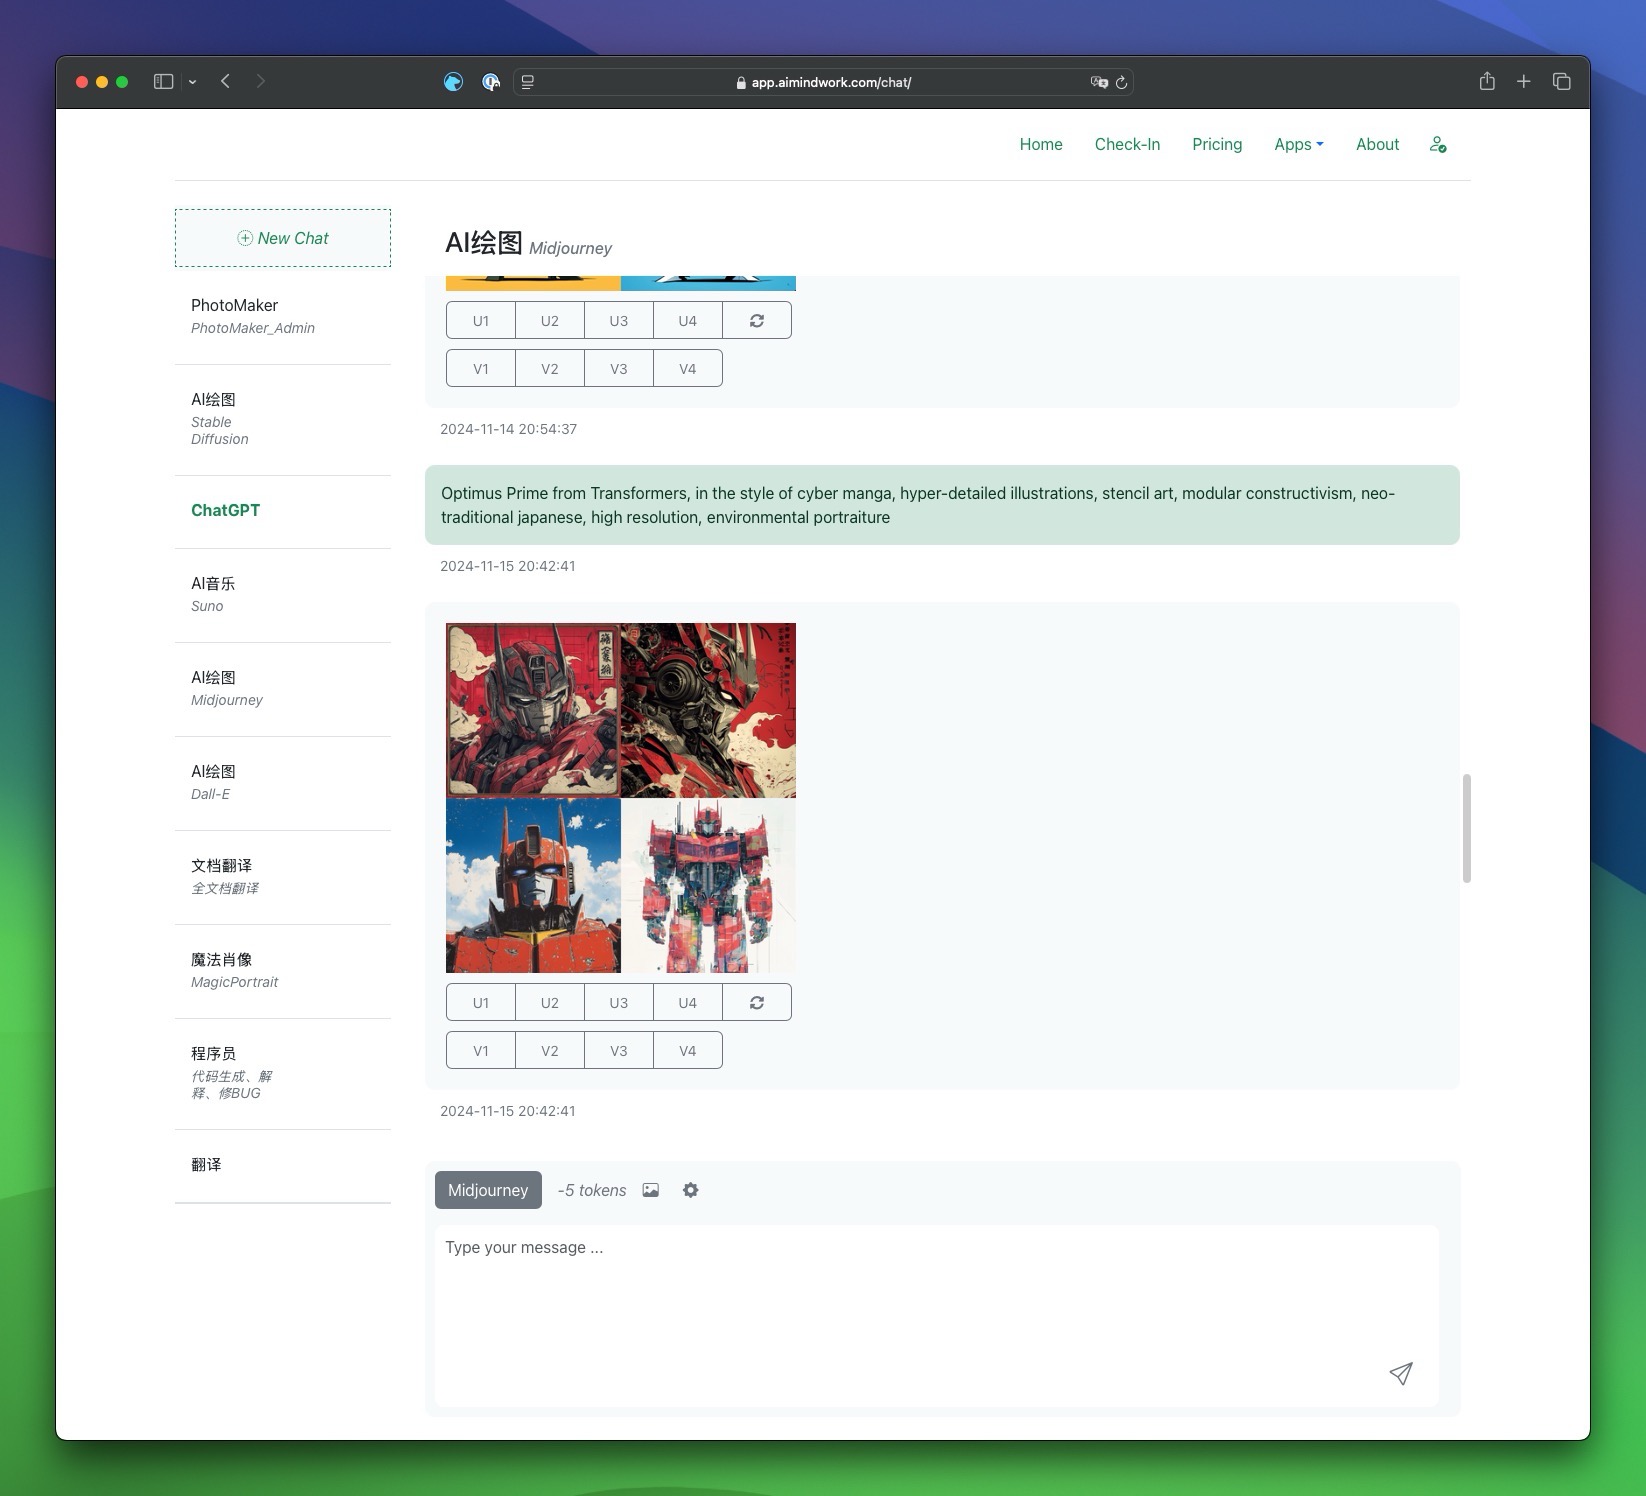 app.aimindwork.com/chat/
Home Check-In Pricing Apps About
New Chat
PhotoMaker
PhotoMaker_Admin
AI绘图
Stable
Diffusion
ChatGPT
AI音乐
Suno
AI绘图
Midjourney
AI绘图
Dall-E
文档翻译
全文档翻译
魔法肖像
MagicPortrait
程序员
代码生成、解
释、修BUG
翻译
AI绘图 Midjourney
U1 U2 U3 U4
V1 V2 V3 V4
2024-11-14 20:54:37
Optimus Prime from Transformers, in the style of cyber manga, hyper-detailed illustrations, stencil art, modular constructivism, neo-
traditional japanese, high resolution, environmental portraiture
2024-11-15 20:42:41
U1 U2 U3 U4
V1 V2 V3 V4
2024-11-15 20:42:41
Midjourney -5 tokens
Type your message ...